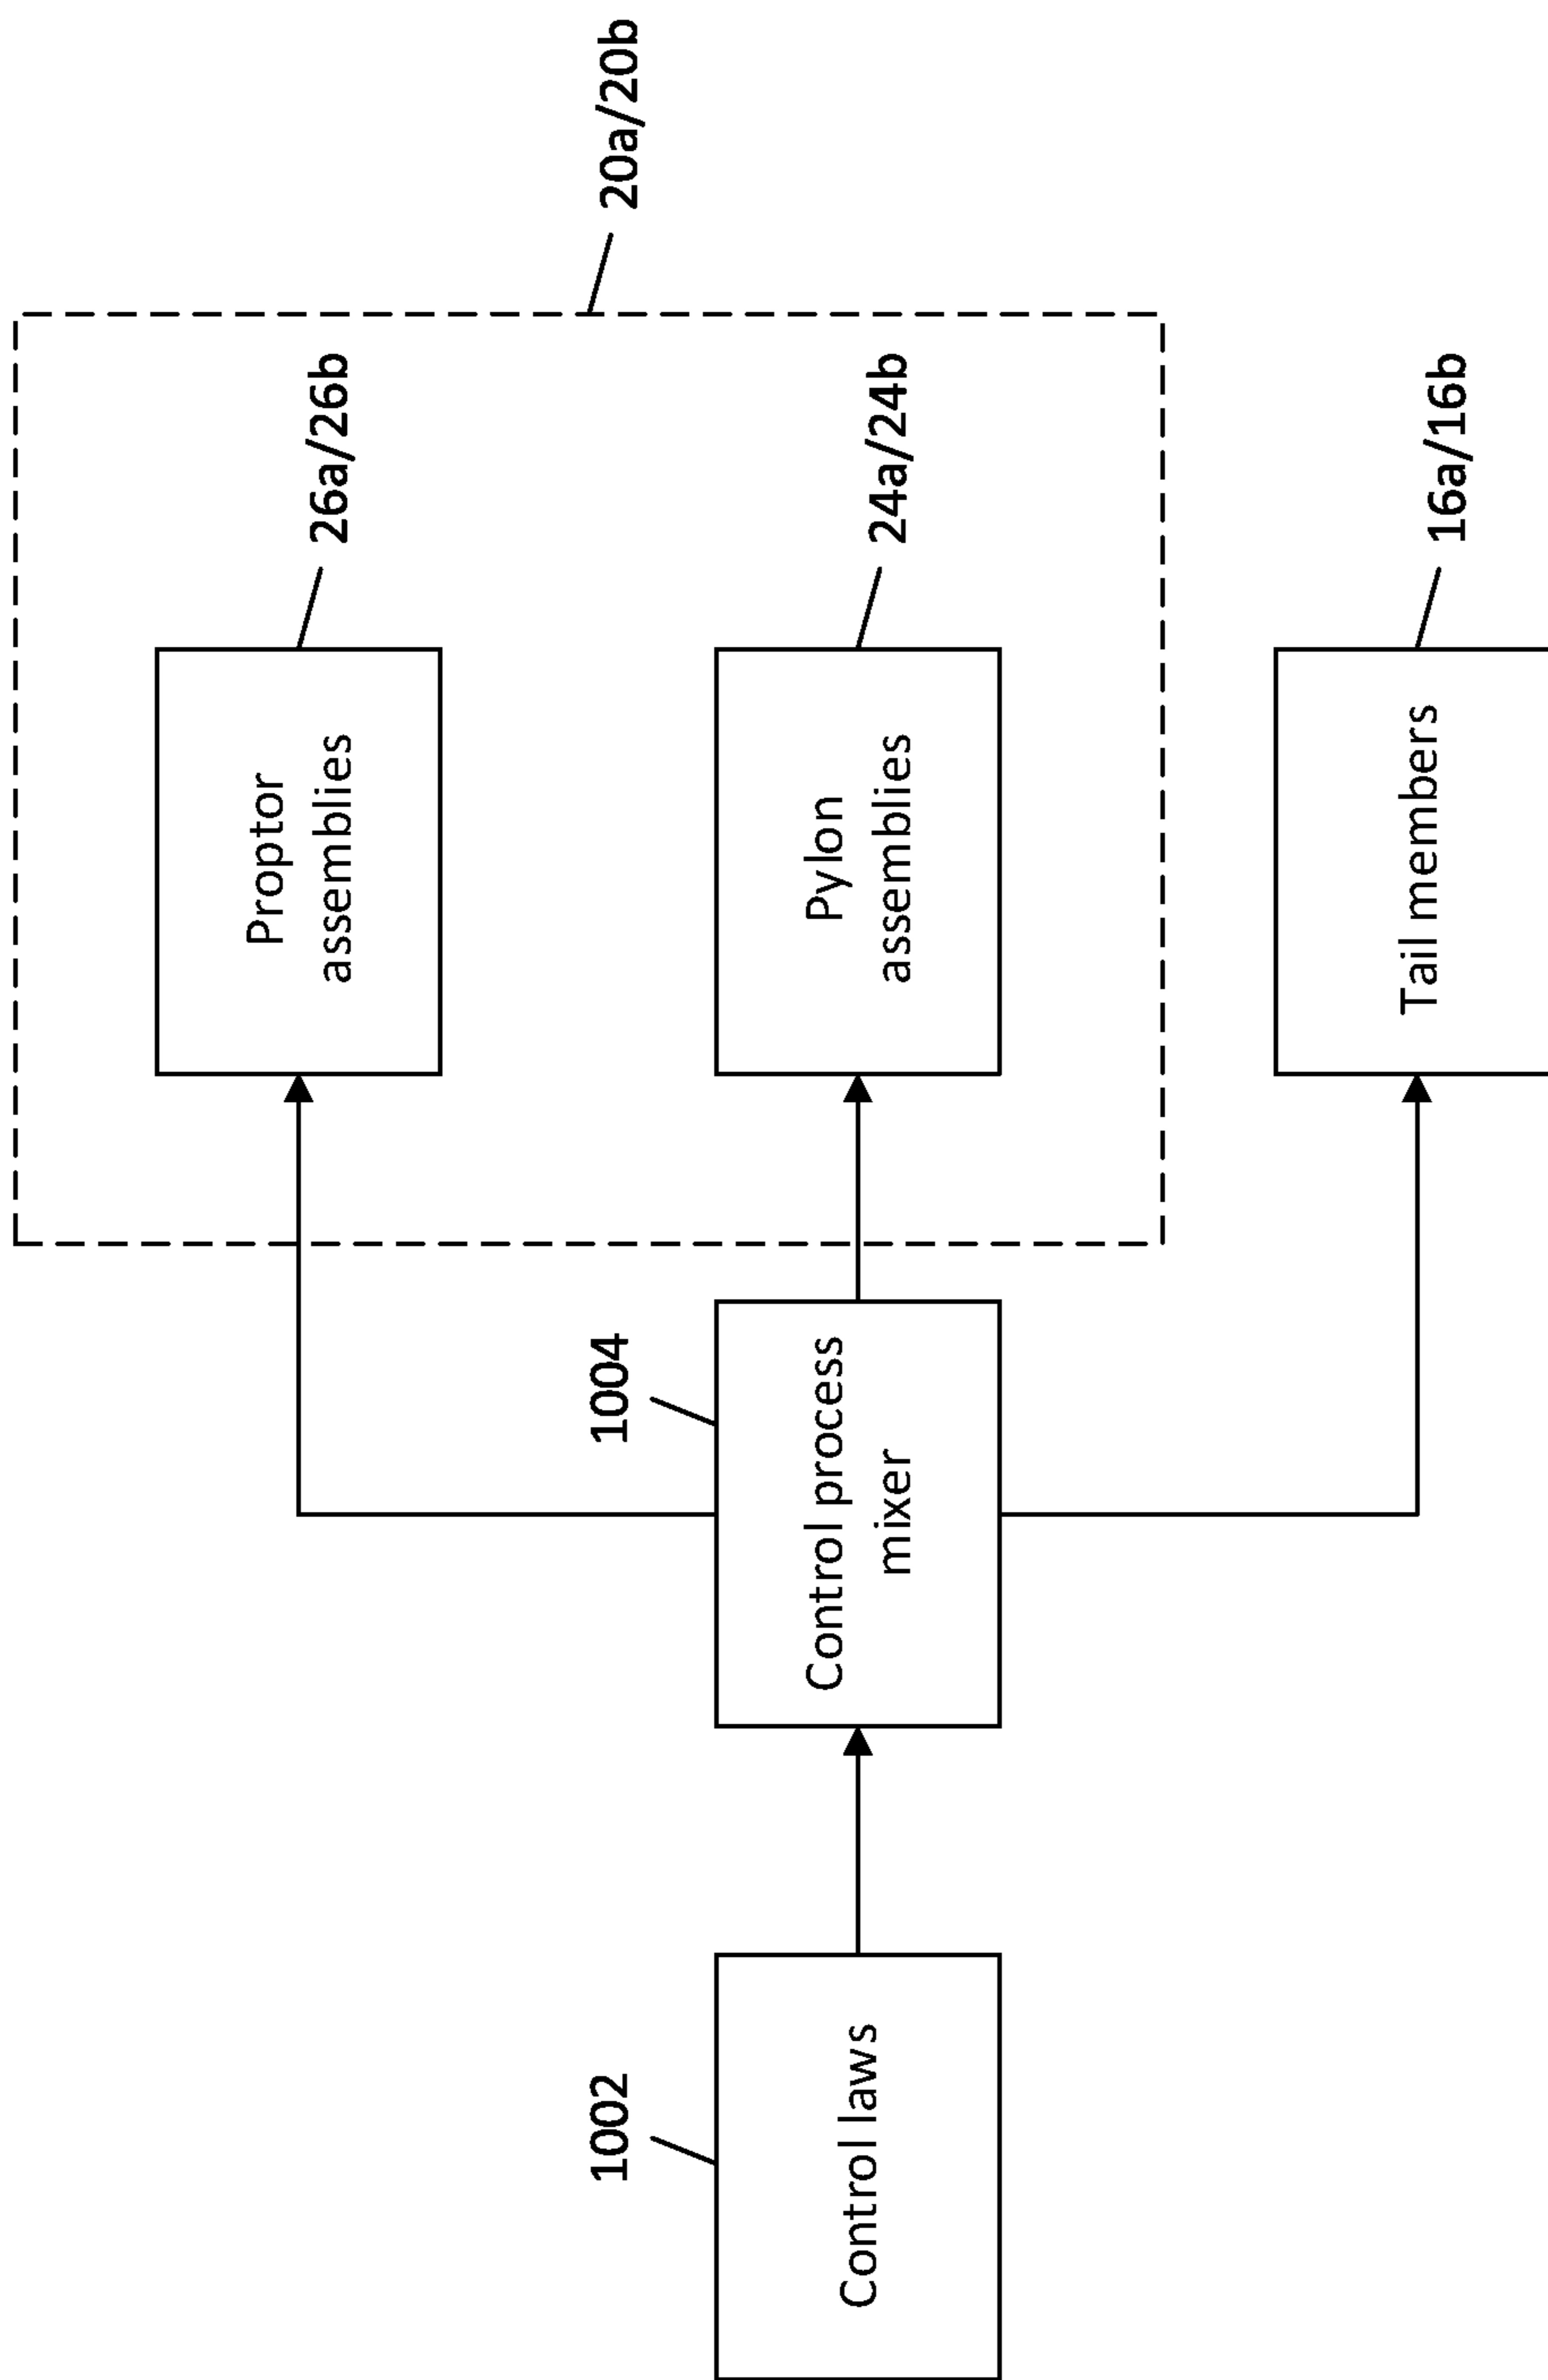 1002
Control laws
1004
Control process
mixer
20a/20b
Proptor
assemblies
26a/26b
Pylon
assemblies
24a/24b
Tail members
16a/16b